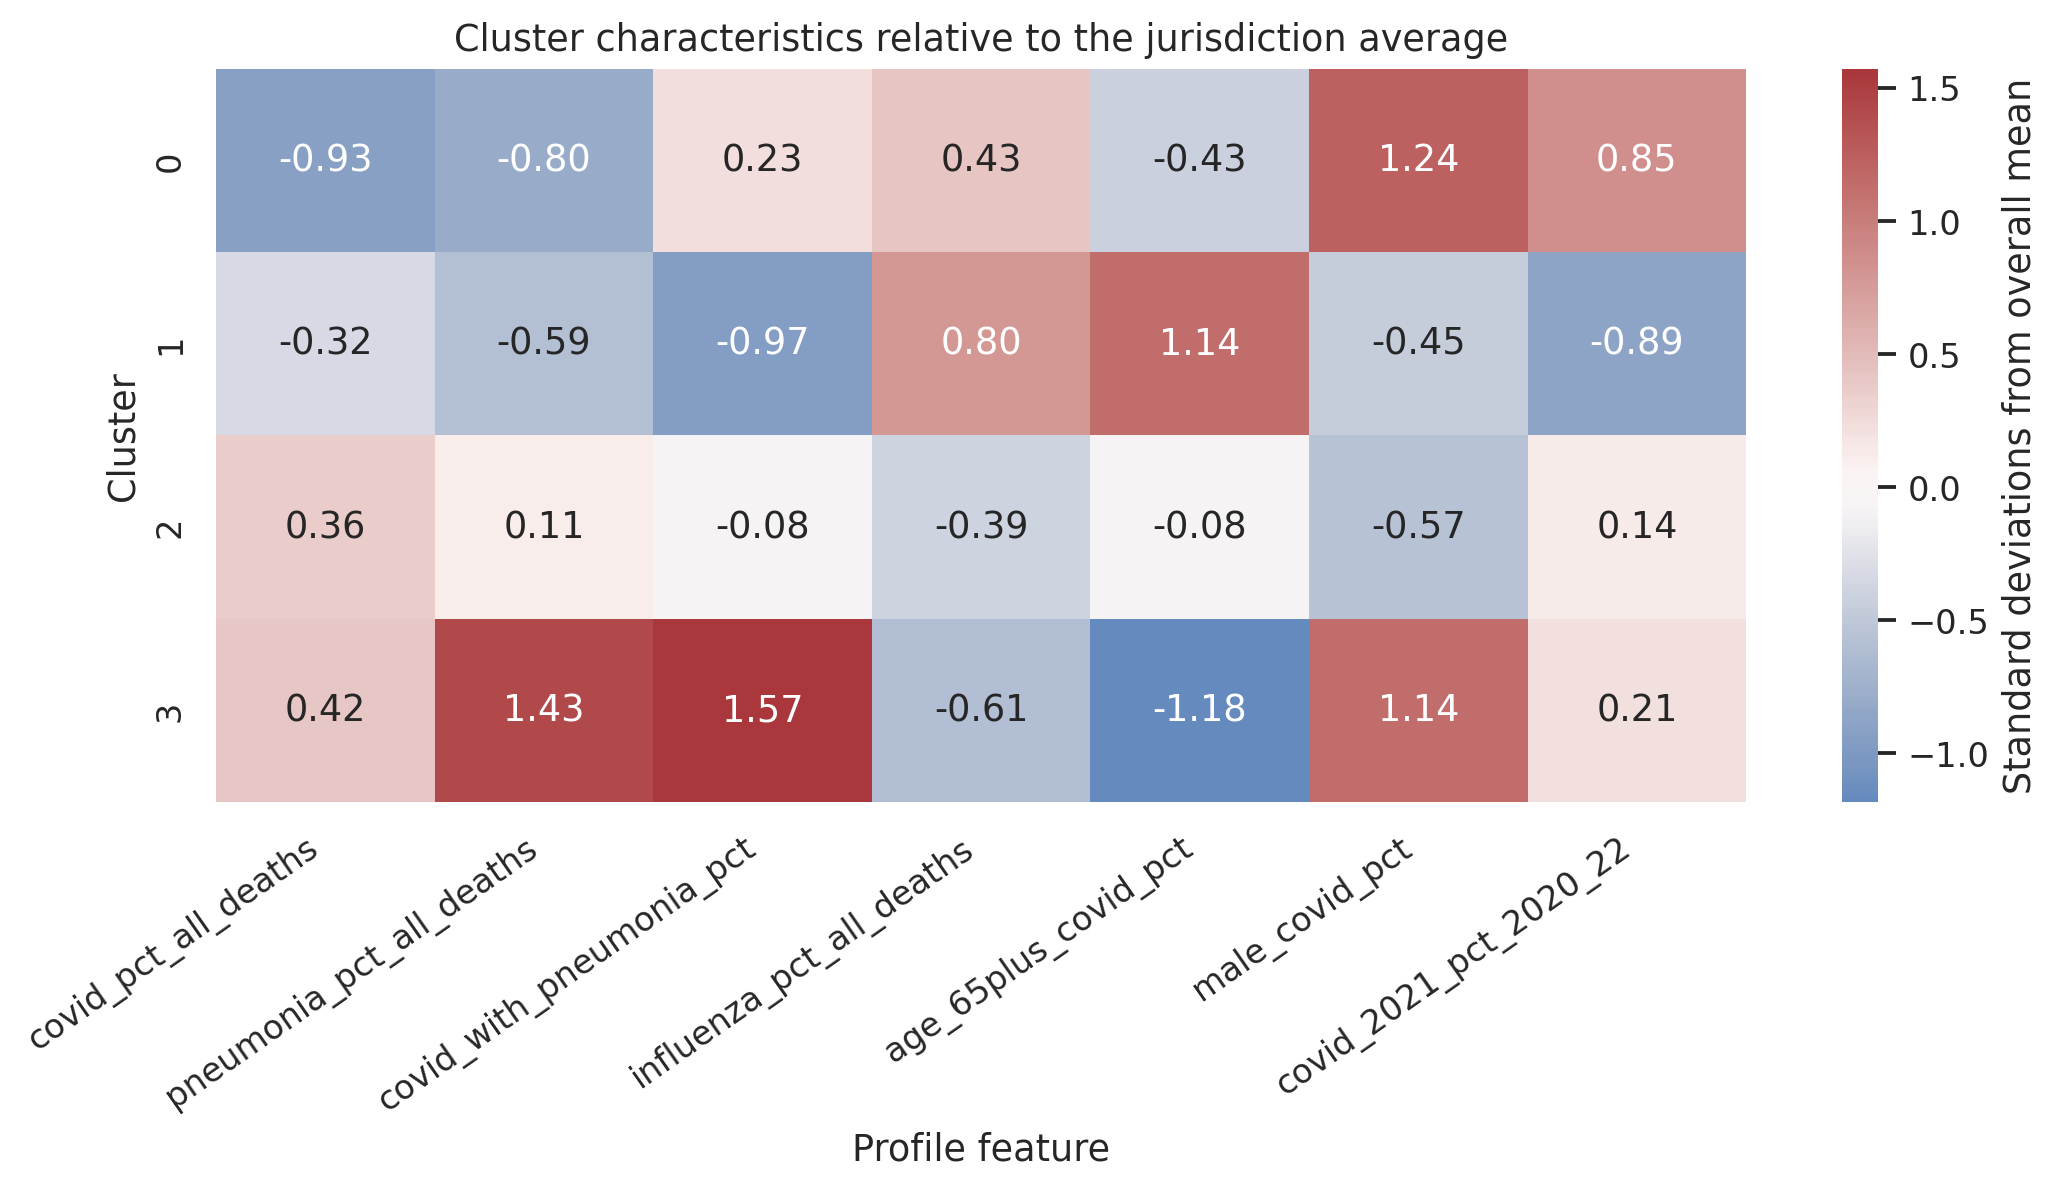 Cluster characteristics relative to the jurisdiction average
Cluster
0
-0.93 -0.80 0.23 0.43 -0.43 1.24 0.85
1
-0.32 -0.59 -0.97 0.80 1.14 -0.45 -0.89
2
0.36 0.11 -0.08 -0.39 -0.08 -0.57 0.14
3
0.42 1.43 1.57 -0.61 -1.18 1.14 0.21
covid_pct_all_deaths
pneumonia_pct_all_deaths
covid_with_pneumonia_pct
influenza_pct_all_deaths
age_65plus_covid_pct
male_covid_pct
covid_2021_pct_2020_22
Profile feature
1.5
1.0
0.5
0.0
−0.5
−1.0
Standard deviations from overall mean